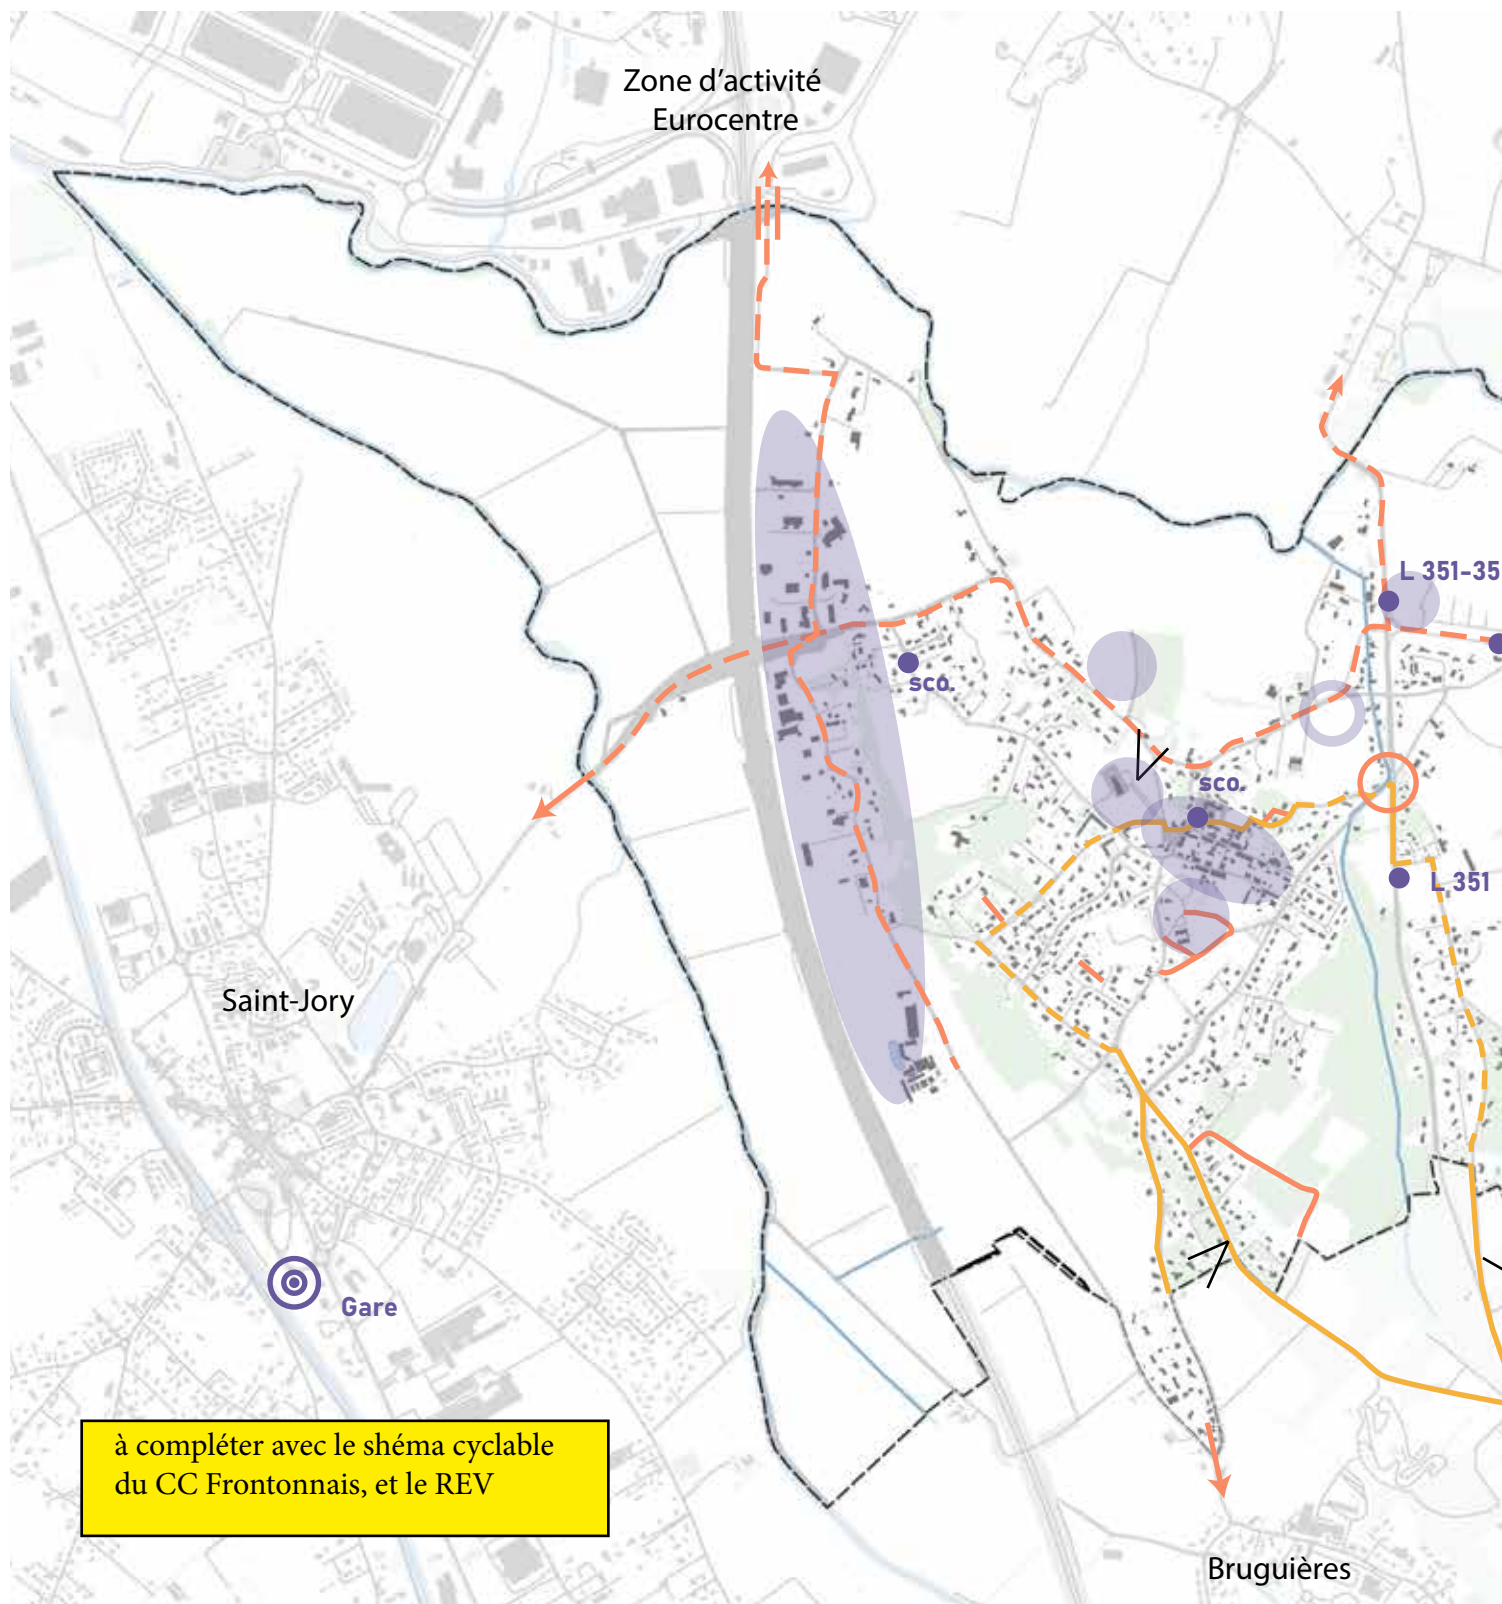 Zone d'activité
Eurocentre
L 351-35
sco.
sco.
L 351
Saint-Jory
Gare
à compléter avec le shéma cyclable
du CC Frontonnais, et le REV
Bruguières